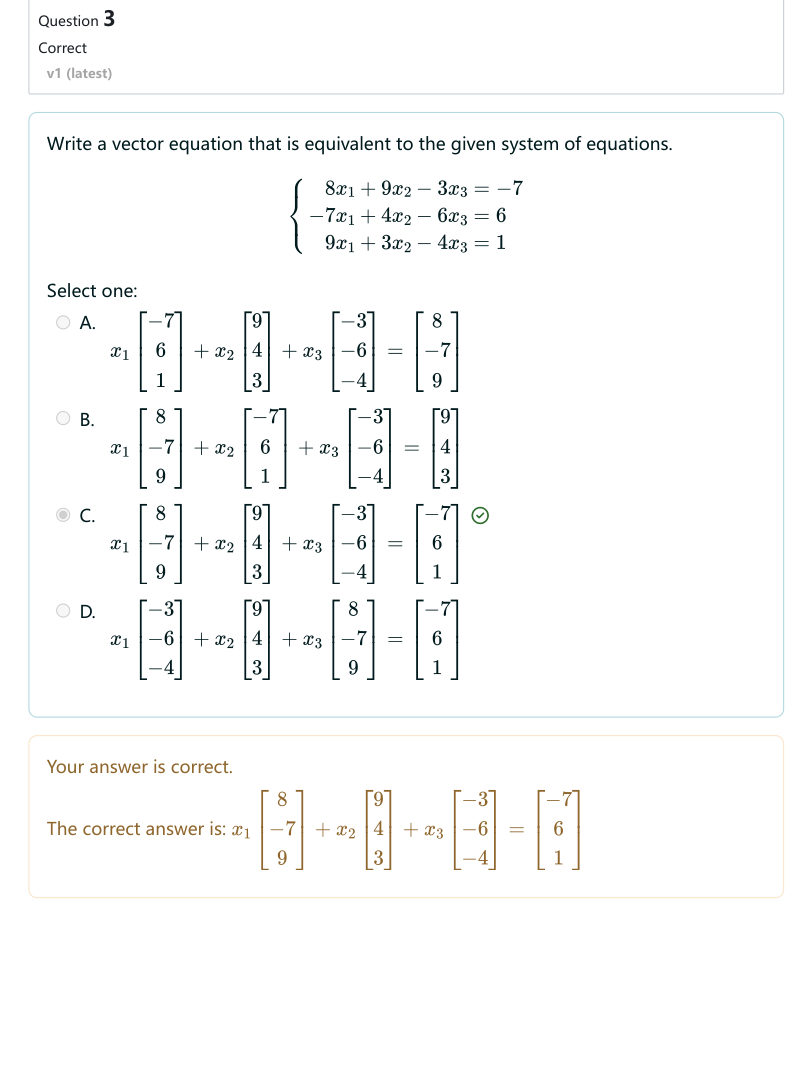 Question 3
Correct
v1 (latest)
Write a vector equation that is equivalent to the given system of equations.
8x₁ + 9x₂ − 3x₃ = −7
−7x₁ + 4x₂ − 6x₃ = 6
9x₁ + 3x₂ − 4x₃ = 1
Select one:
A. x₁ [−7 6 1] + x₂ [9 4 3] + x₃ [−3 −6 −4] = [8 −7 9]
B. x₁ [8 −7 9] + x₂ [−7 6 1] + x₃ [−3 −6 −4] = [9 4 3]
C. x₁ [8 −7 9] + x₂ [9 4 3] + x₃ [−3 −6 −4] = [−7 6 1]
D. x₁ [−3 −6 −4] + x₂ [9 4 3] + x₃ [8 −7 9] = [−7 6 1]
Your answer is correct.
The correct answer is: x₁ [8 −7 9] + x₂ [9 4 3] + x₃ [−3 −6 −4] = [−7 6 1]